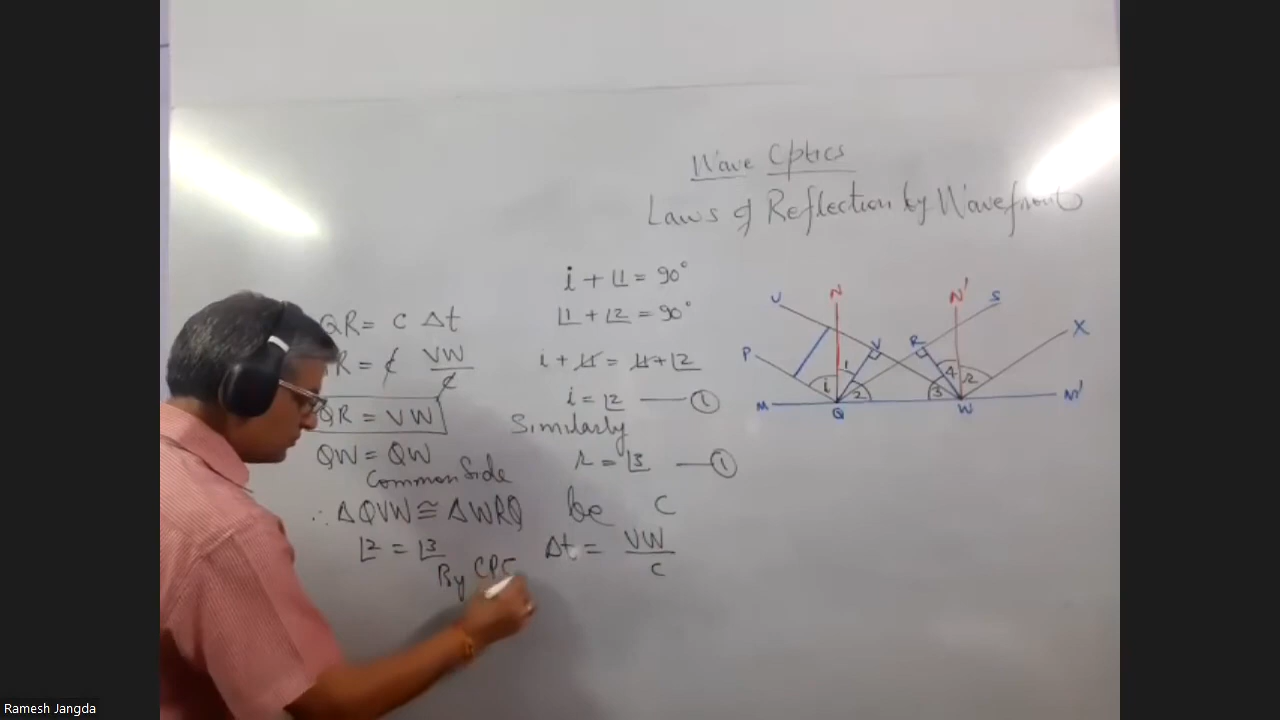 Wave Optics
Laws of Reflection by Wavefront
i + ∠1 = 90°
∠1 + ∠2 = 90°
i + ∠1 = ∠1 + ∠2
i = ∠2 — ①
Similarly
r = ∠3 — ①
be C
Δt = VW / C
QR = C Δt
R = C VW / C
QR = VW
QW = QW
Common Side
∴ ΔQVW ≅ ΔWRQ
∠2 = ∠3
By CPC
U N N' S
P V R X
i 1 2 3 4 r
M Q W M'
Ramesh Jangda